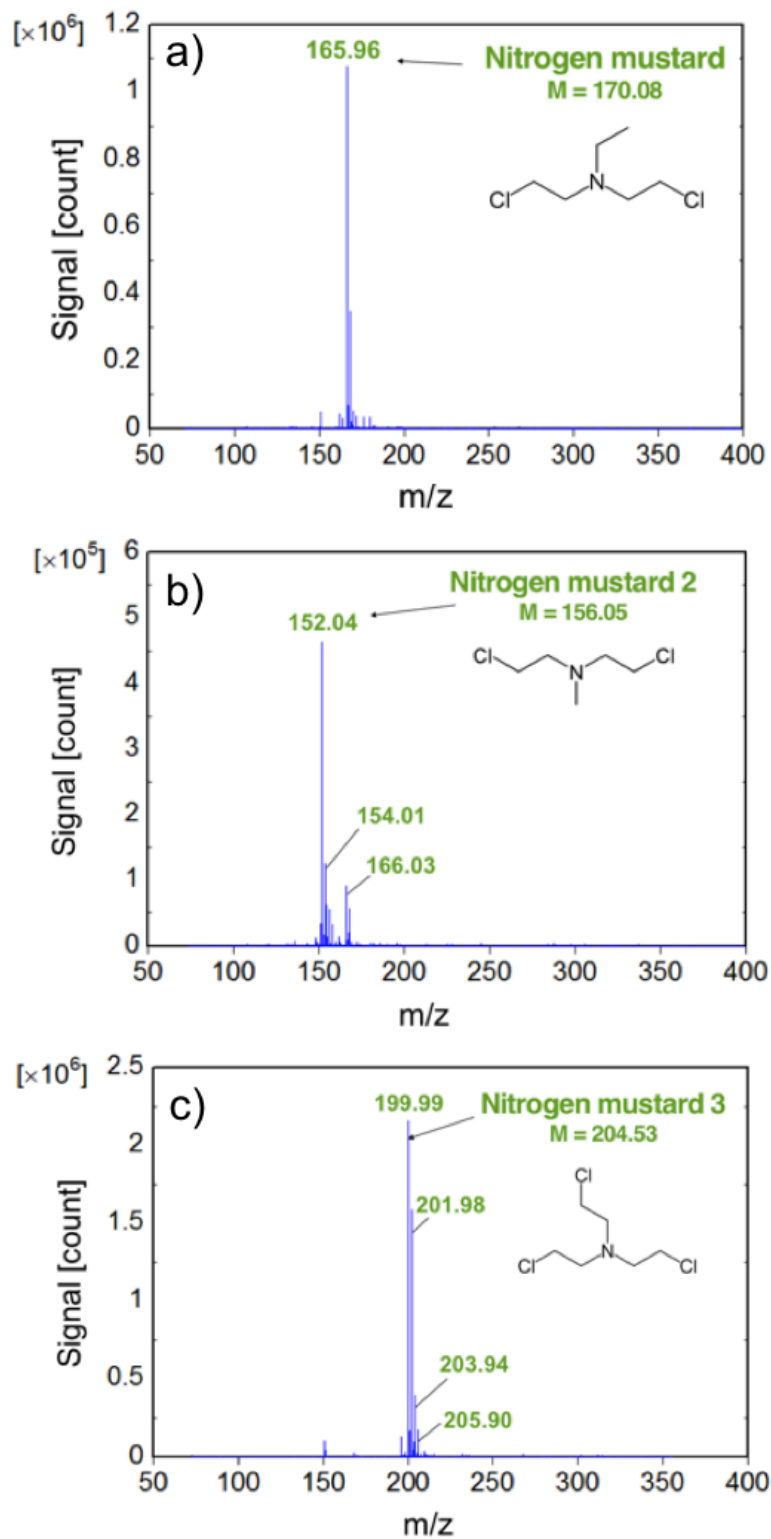 [×10⁶]
1.2
1
0.8
0.6
0.4
0.2
0
Signal [count]
a)
165.96
Nitrogen mustard
M = 170.08
N
Cl
Cl
50
100
150
200
250
300
350
400
m/z
[×10⁵]
6
5
4
3
2
1
0
Signal [count]
b)
152.04
Nitrogen mustard 2
M = 156.05
Cl
Cl
N
154.01
166.03
50
100
150
200
250
300
350
400
m/z
[×10⁶]
2.5
2
1.5
1
0.5
0
Signal [count]
c)
199.99
Nitrogen mustard 3
M = 204.53
Cl
N
Cl
Cl
201.98
203.94
205.90
50
100
150
200
250
300
350
400
m/z